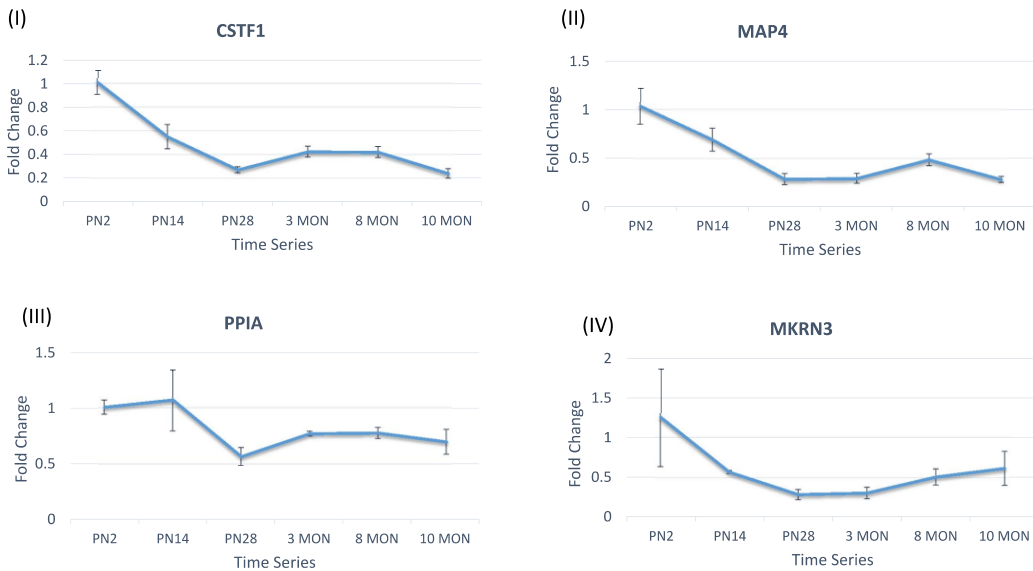 (I)
CSTF1
1.2
1
0.8
0.6
0.4
0.2
0
Fold Change
PN2 PN14 PN28 3 MON 8 MON 10 MON
Time Series
(II)
MAP4
1.5
1
0.5
0
Fold Change
PN2 PN14 PN28 3 MON 8 MON 10 MON
Time Series
(III)
PPIA
1.5
1
0.5
0
Fold Change
PN2 PN14 PN28 3 MON 8 MON 10 MON
Time Series
(IV)
MKRN3
2
1.5
1
0.5
0
Fold Change
PN2 PN14 PN28 3 MON 8 MON 10 MON
Time Series